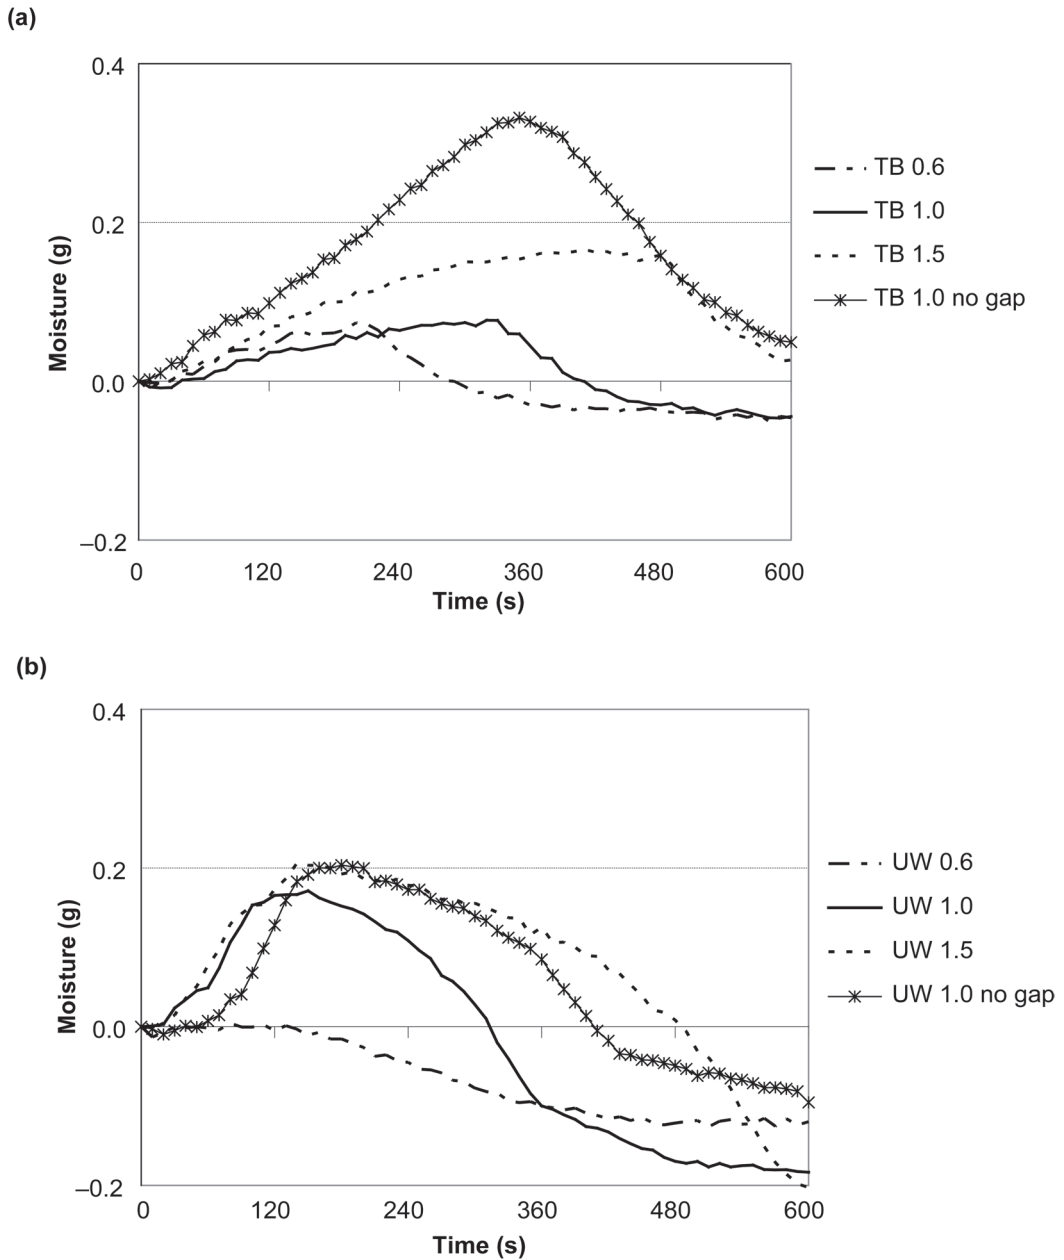 (a)
0.4
0.2
0.0
–0.2
Moisture (g)
0 120 240 360 480 600
Time (s)
TB 0.6
TB 1.0
TB 1.5
TB 1.0 no gap
(b)
0.4
0.2
0.0
–0.2
Moisture (g)
0 120 240 360 480 600
Time (s)
UW 0.6
UW 1.0
UW 1.5
UW 1.0 no gap